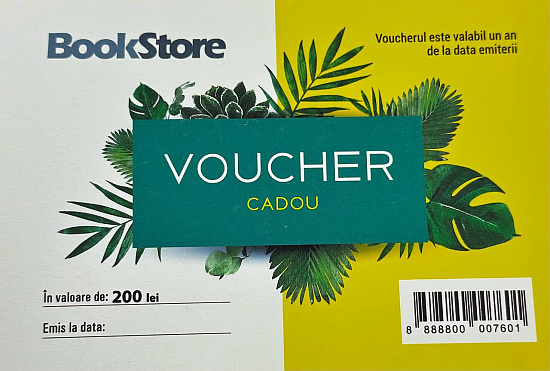 BookStore
Voucherul este valabil un an
de la data emiterii
VOUCHER
CADOU
În valoare de: 200 lei
Emis la data:
8 888800 007601